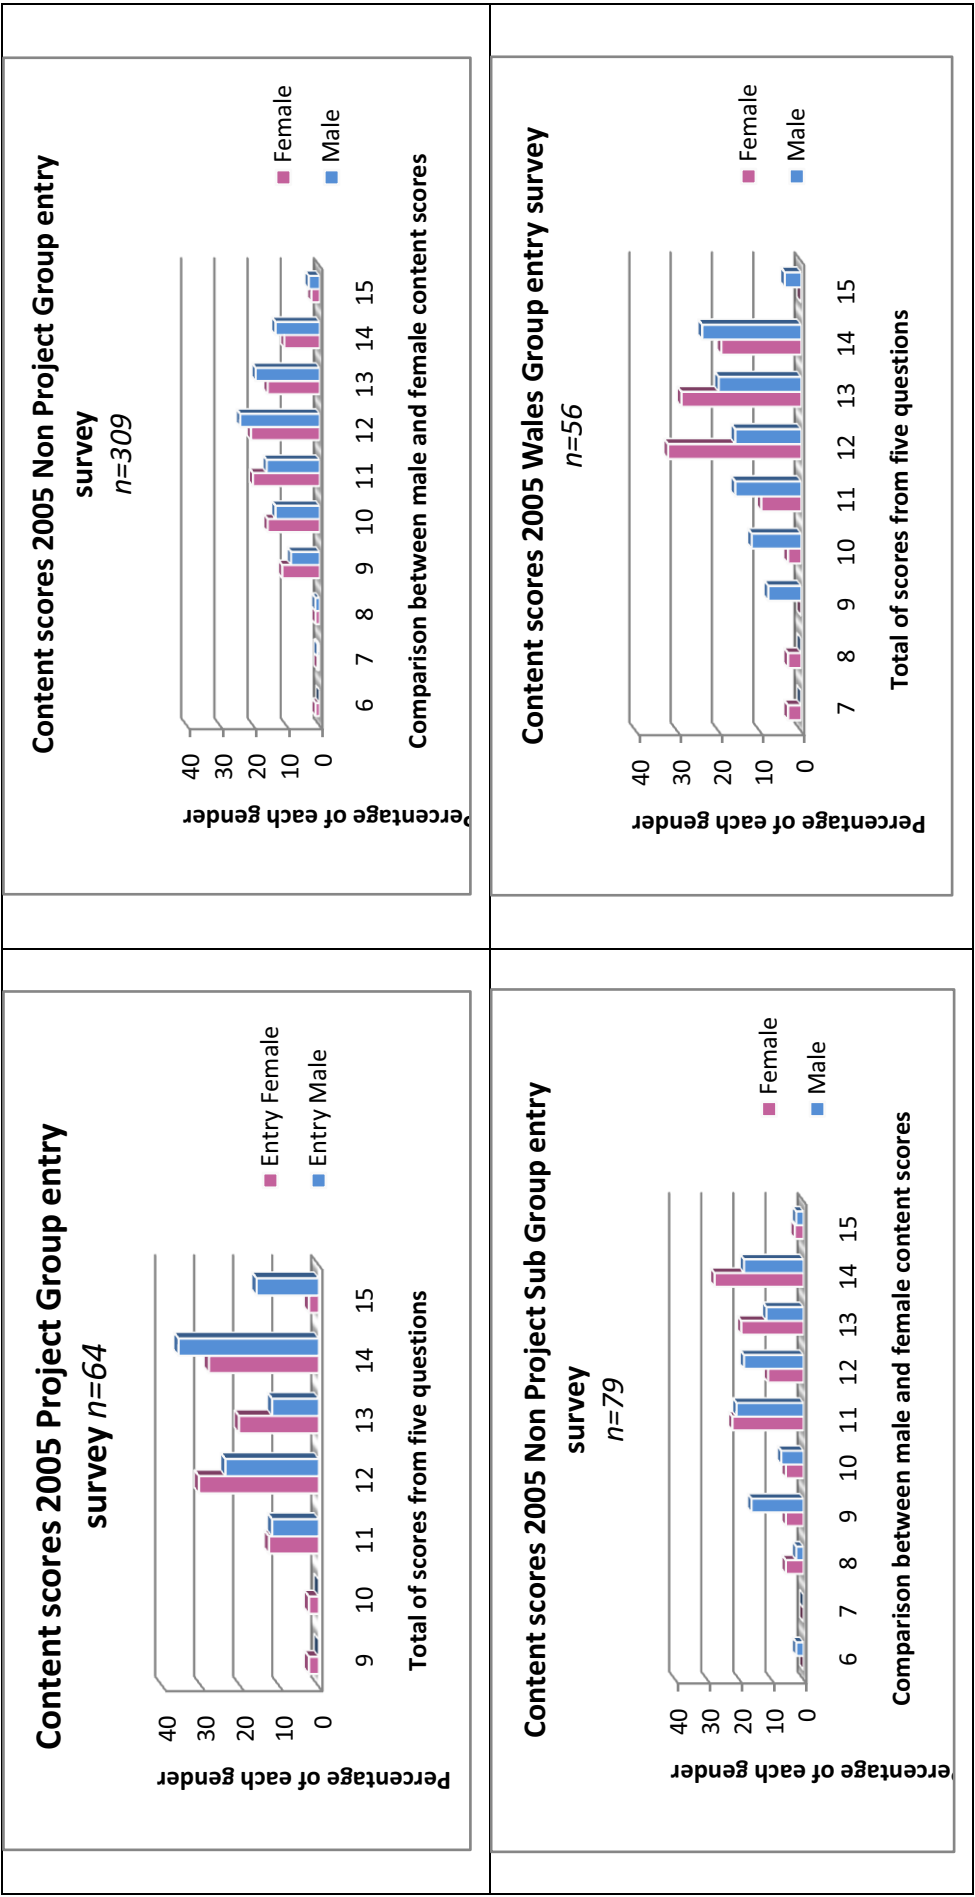 Content scores 2005 Project Group entry
survey n=64
Percentage of each gender
40
30
20
10
0
9 10 11 12 13 14 15
Total of scores from five questions
Entry Female
Entry Male
Content scores 2005 Non Project Group entry
survey
n=309
Percentage of each gender
40
30
20
10
0
6 7 8 9 10 11 12 13 14 15
Comparison between male and female content scores
Female
Male
Content scores 2005 Non Project Sub Group entry
survey
n=79
Percentage of each gender
40
30
20
10
0
6 7 8 9 10 11 12 13 14 15
Comparison between male and female content scores
Female
Male
Content scores 2005 Wales Group entry survey
n=56
Percentage of each gender
40
30
20
10
0
7 8 9 10 11 12 13 14 15
Total of scores from five questions
Female
Male